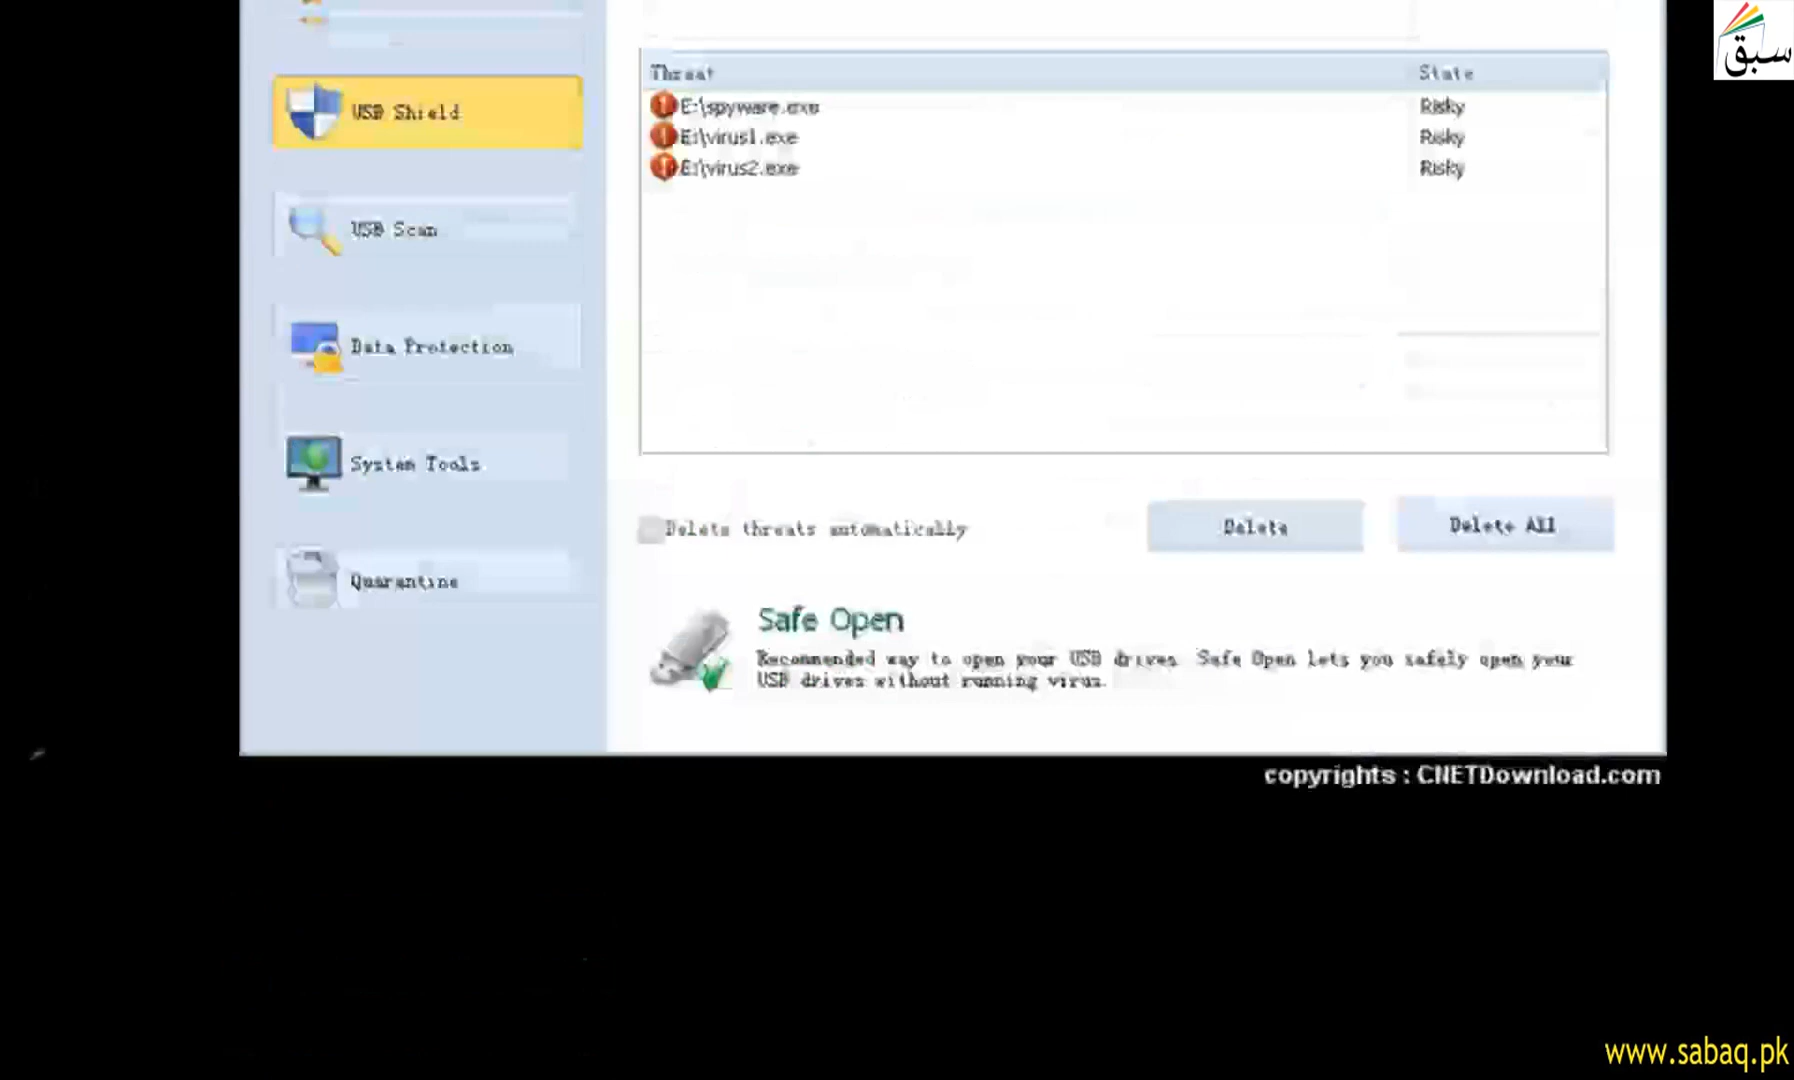 سبق
Threat State
USB Shield
E:\spyware.exe Risky
E:\virus1.exe Risky
E:\virus2.exe Risky
USB Scan
Data Protection
System Tools
Quarantine
Delete threats automatically
Delete
Delete All
Safe Open
Recommended way to open your USB drives. Safe Open lets you safely open your
USB drives without running virus.
copyrights : CNETDownload.com
www.sabaq.pk